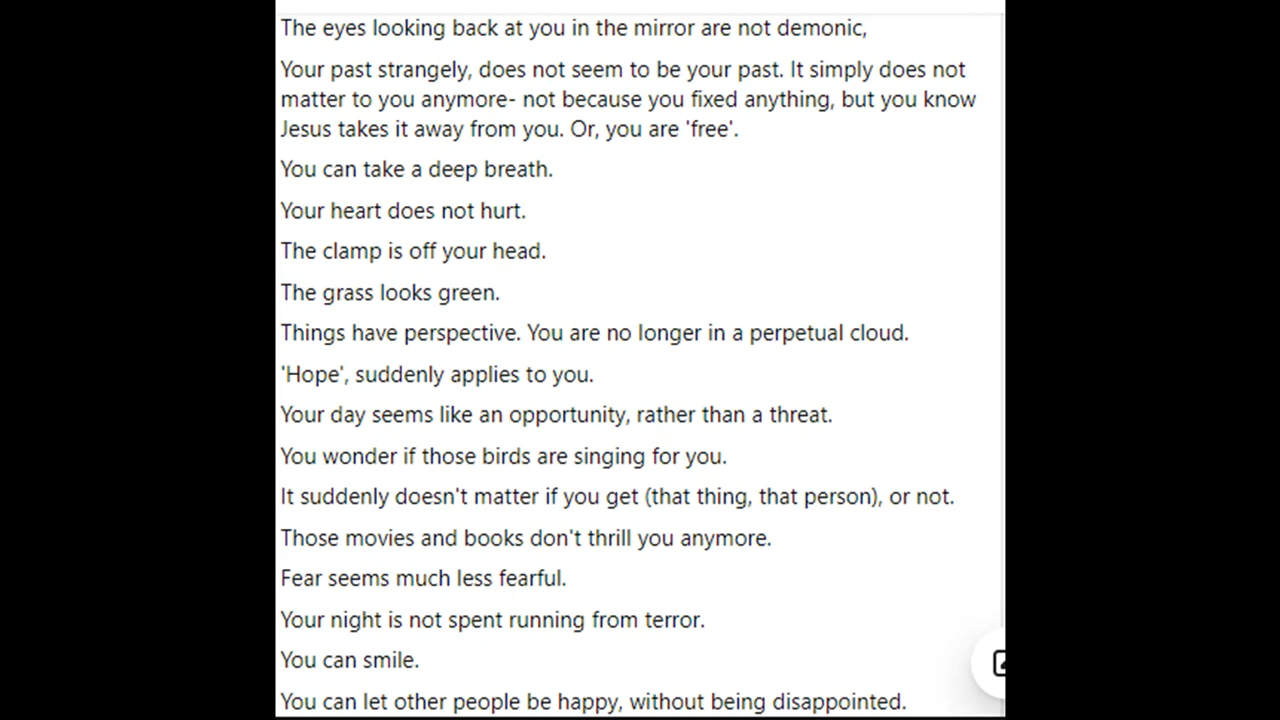 The eyes looking back at you in the mirror are not demonic,
Your past strangely, does not seem to be your past. It simply does not
matter to you anymore- not because you fixed anything, but you know
Jesus takes it away from you. Or, you are 'free'.
You can take a deep breath.
Your heart does not hurt.
The clamp is off your head.
The grass looks green.
Things have perspective. You are no longer in a perpetual cloud.
'Hope', suddenly applies to you.
Your day seems like an opportunity, rather than a threat.
You wonder if those birds are singing for you.
It suddenly doesn't matter if you get (that thing, that person), or not.
Those movies and books don't thrill you anymore.
Fear seems much less fearful.
Your night is not spent running from terror.
You can smile.
You can let other people be happy, without being disappointed.